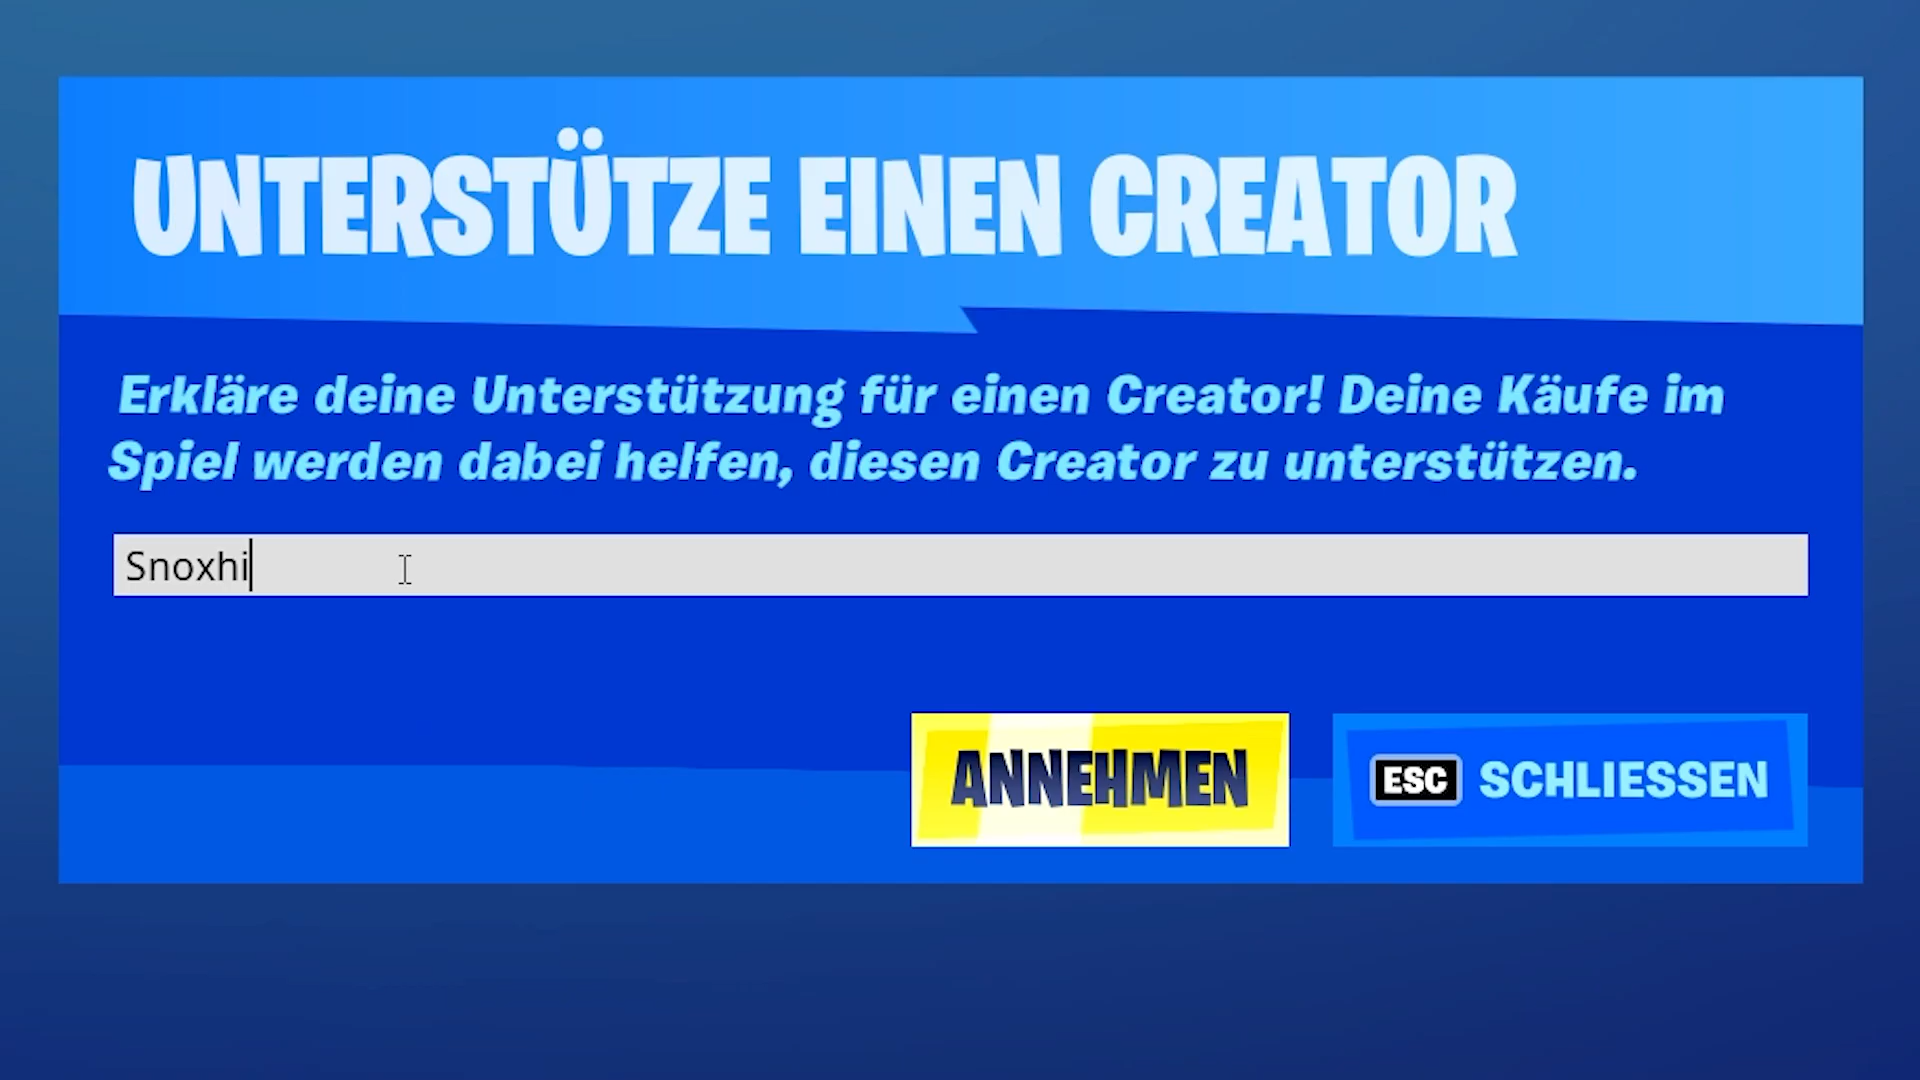 UNTERSTÜTZE EINEN CREATOR
Erkläre deine Unterstützung für einen Creator! Deine Käufe im
Spiel werden dabei helfen, diesen Creator zu unterstützen.
Snoxhi
ANNEHMEN
ESC SCHLIESSEN